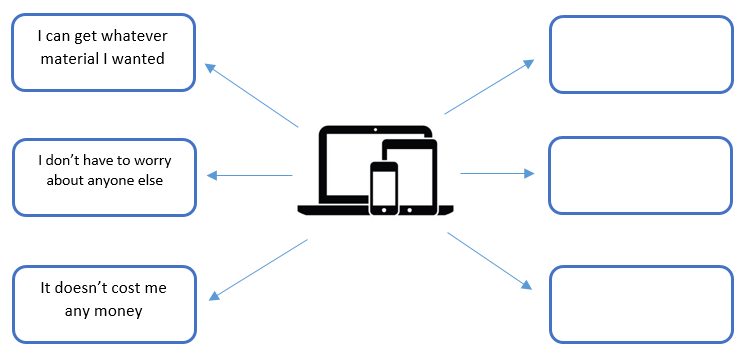 I can get whatever
material I wanted
I don’t have to worry
about anyone else
It doesn’t cost me
any money